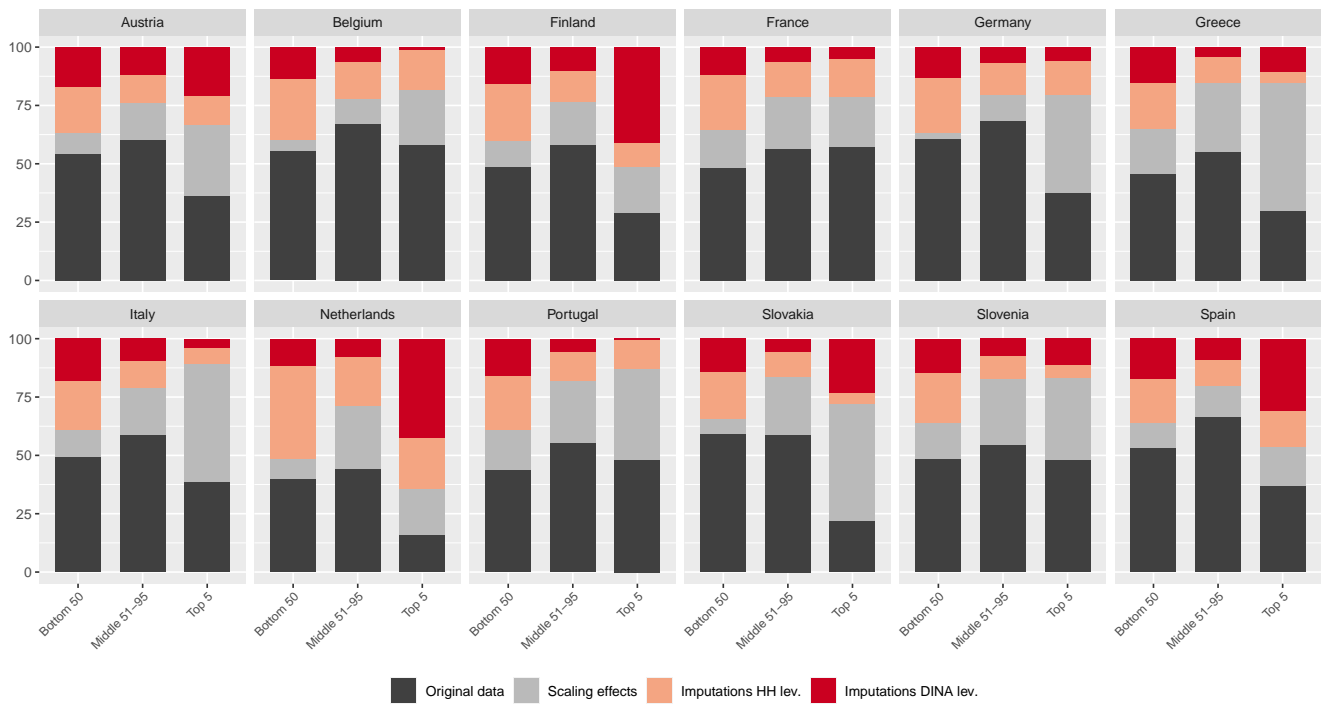 Austria Belgium Finland France Germany Greece
100
75
50
25
0
Italy Netherlands Portugal Slovakia Slovenia Spain
100
75
50
25
0
Bottom 50 Middle 51–95 Top 5 Bottom 50 Middle 51–95 Top 5 Bottom 50 Middle 51–95 Top 5 Bottom 50 Middle 51–95 Top 5 Bottom 50 Middle 51–95 Top 5 Bottom 50 Middle 51–95 Top 5
Original data Scaling effects Imputations HH lev. Imputations DINA lev.